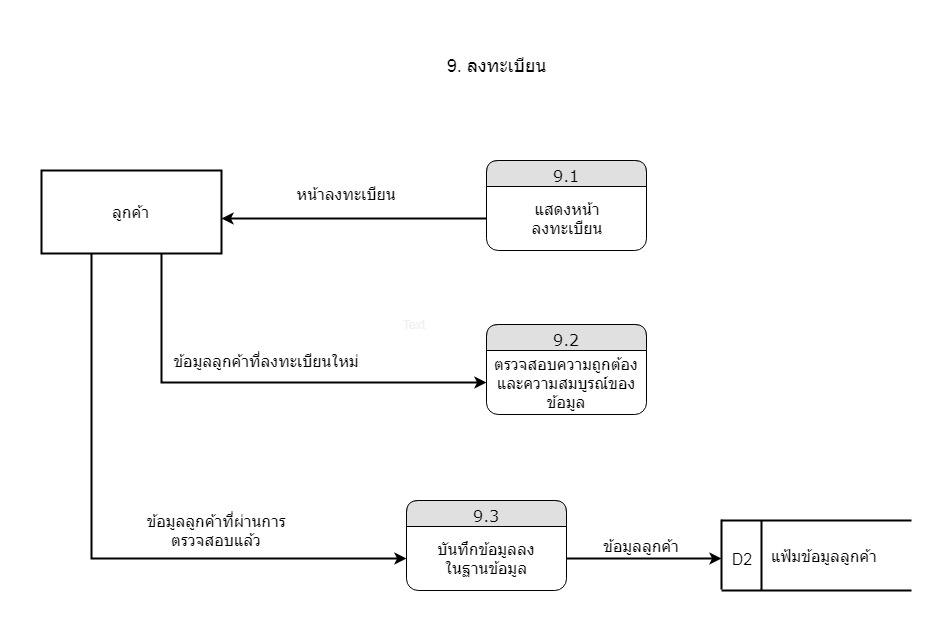 9. ลงทะเบียน
9.1
หน้าลงทะเบียน
ลูกค้า
แสดงหน้า
ลงทะเบียน
Text
9.2
ข้อมูลลูกค้าที่ลงทะเบียนใหม่
ตรวจสอบความถูกต้อง
และความสมบูรณ์ของ
ข้อมูล
9.3
ข้อมูลลูกค้าที่ผ่านการ
ตรวจสอบแล้ว
บันทึกข้อมูลลง
ในฐานข้อมูล
ข้อมูลลูกค้า
D2
แฟ้มข้อมูลลูกค้า